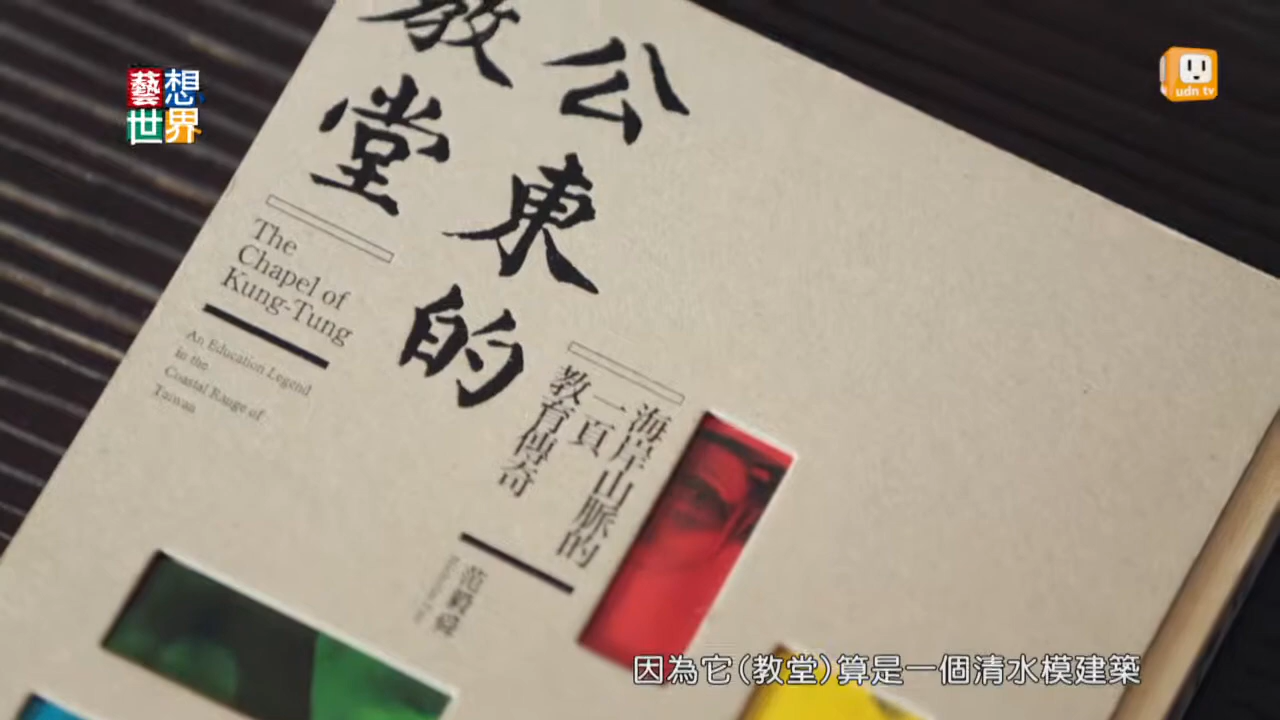 藝想
世界
udn tv
公東的
教堂
The
Chapel of
Kung-Tung
An Education Legend
In the
Coastal Range of
Taiwan
海岸山脈的
一頁
教育傳奇
范毅舜
因為它(教堂)算是一個清水模建築